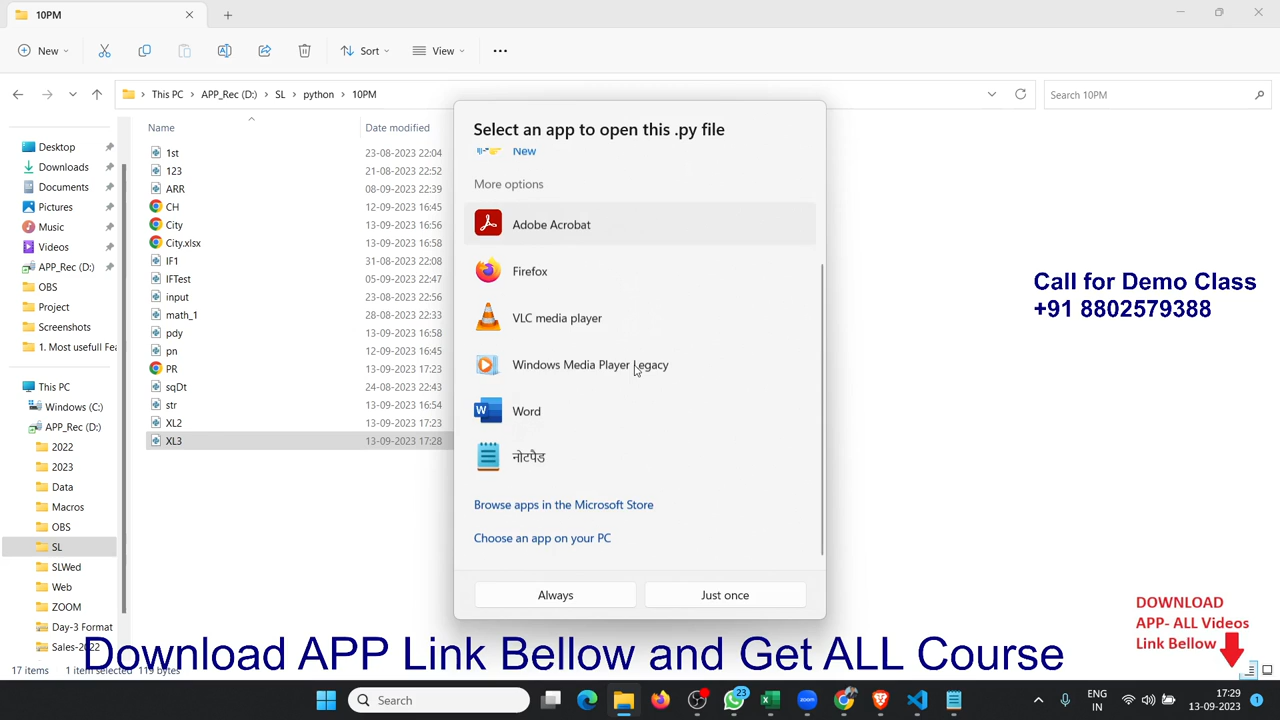 10PM
New
Sort
View
This PC
APP_Rec (D:)
SL
python
10PM
Search 10PM
Name
Date modified
Desktop
Downloads
Documents
Pictures
Music
Videos
APP_Rec (D:)
OBS
Project
Screenshots
1. Most usefull Fea
This PC
Windows (C:)
APP_Rec (D:)
2022
2023
Data
Macros
OBS
SL
SLWed
Web
ZOOM
Day-3 Format
Sales-2022
1st 23-08-2023 22:04
123 21-08-2023 22:52
ARR 08-09-2023 22:39
CH 12-09-2023 16:45
City 13-09-2023 16:56
City.xlsx 13-09-2023 16:58
IF1 31-08-2023 22:08
IFTest 05-09-2023 22:47
input 23-08-2023 22:56
math_1 28-08-2023 22:33
pdy 13-09-2023 16:58
pn 12-09-2023 16:45
PR 13-09-2023 17:23
sqDt 24-08-2023 22:43
str 13-09-2023 16:54
XL2 13-09-2023 17:23
XL3 13-09-2023 17:28
Select an app to open this .py file
New
More options
Adobe Acrobat
Firefox
VLC media player
Windows Media Player Legacy
Word
नोटपैड
Browse apps in the Microsoft Store
Choose an app on your PC
Always
Just once
Call for Demo Class
+91 8802579388
DOWNLOAD
APP- ALL Videos
Link Bellow
Download APP Link Bellow and Get ALL Course
17 items
1 item selected 119 bytes
Search
23
ENG
IN
17:29
13-09-2023
1